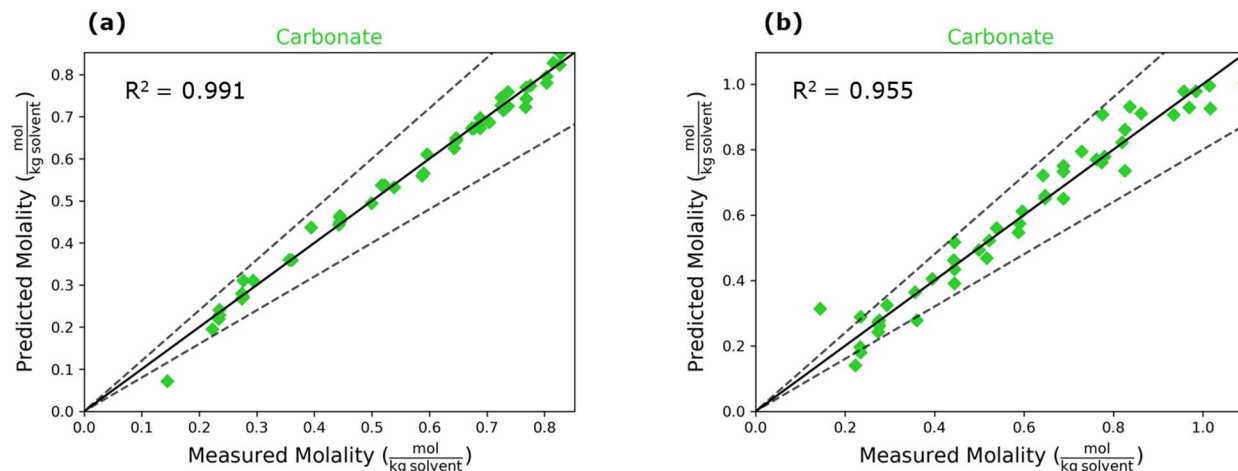 (a)
Carbonate
R² = 0.991
Predicted Molality (mol/kg solvent)
0.8
0.7
0.6
0.5
0.4
0.3
0.2
0.1
0.0
0.0 0.1 0.2 0.3 0.4 0.5 0.6 0.7 0.8
Measured Molality (mol/kg solvent)
(b)
Carbonate
R² = 0.955
Predicted Molality (mol/kg solvent)
1.0
0.8
0.6
0.4
0.2
0.0
0.0 0.2 0.4 0.6 0.8 1.0
Measured Molality (mol/kg solvent)